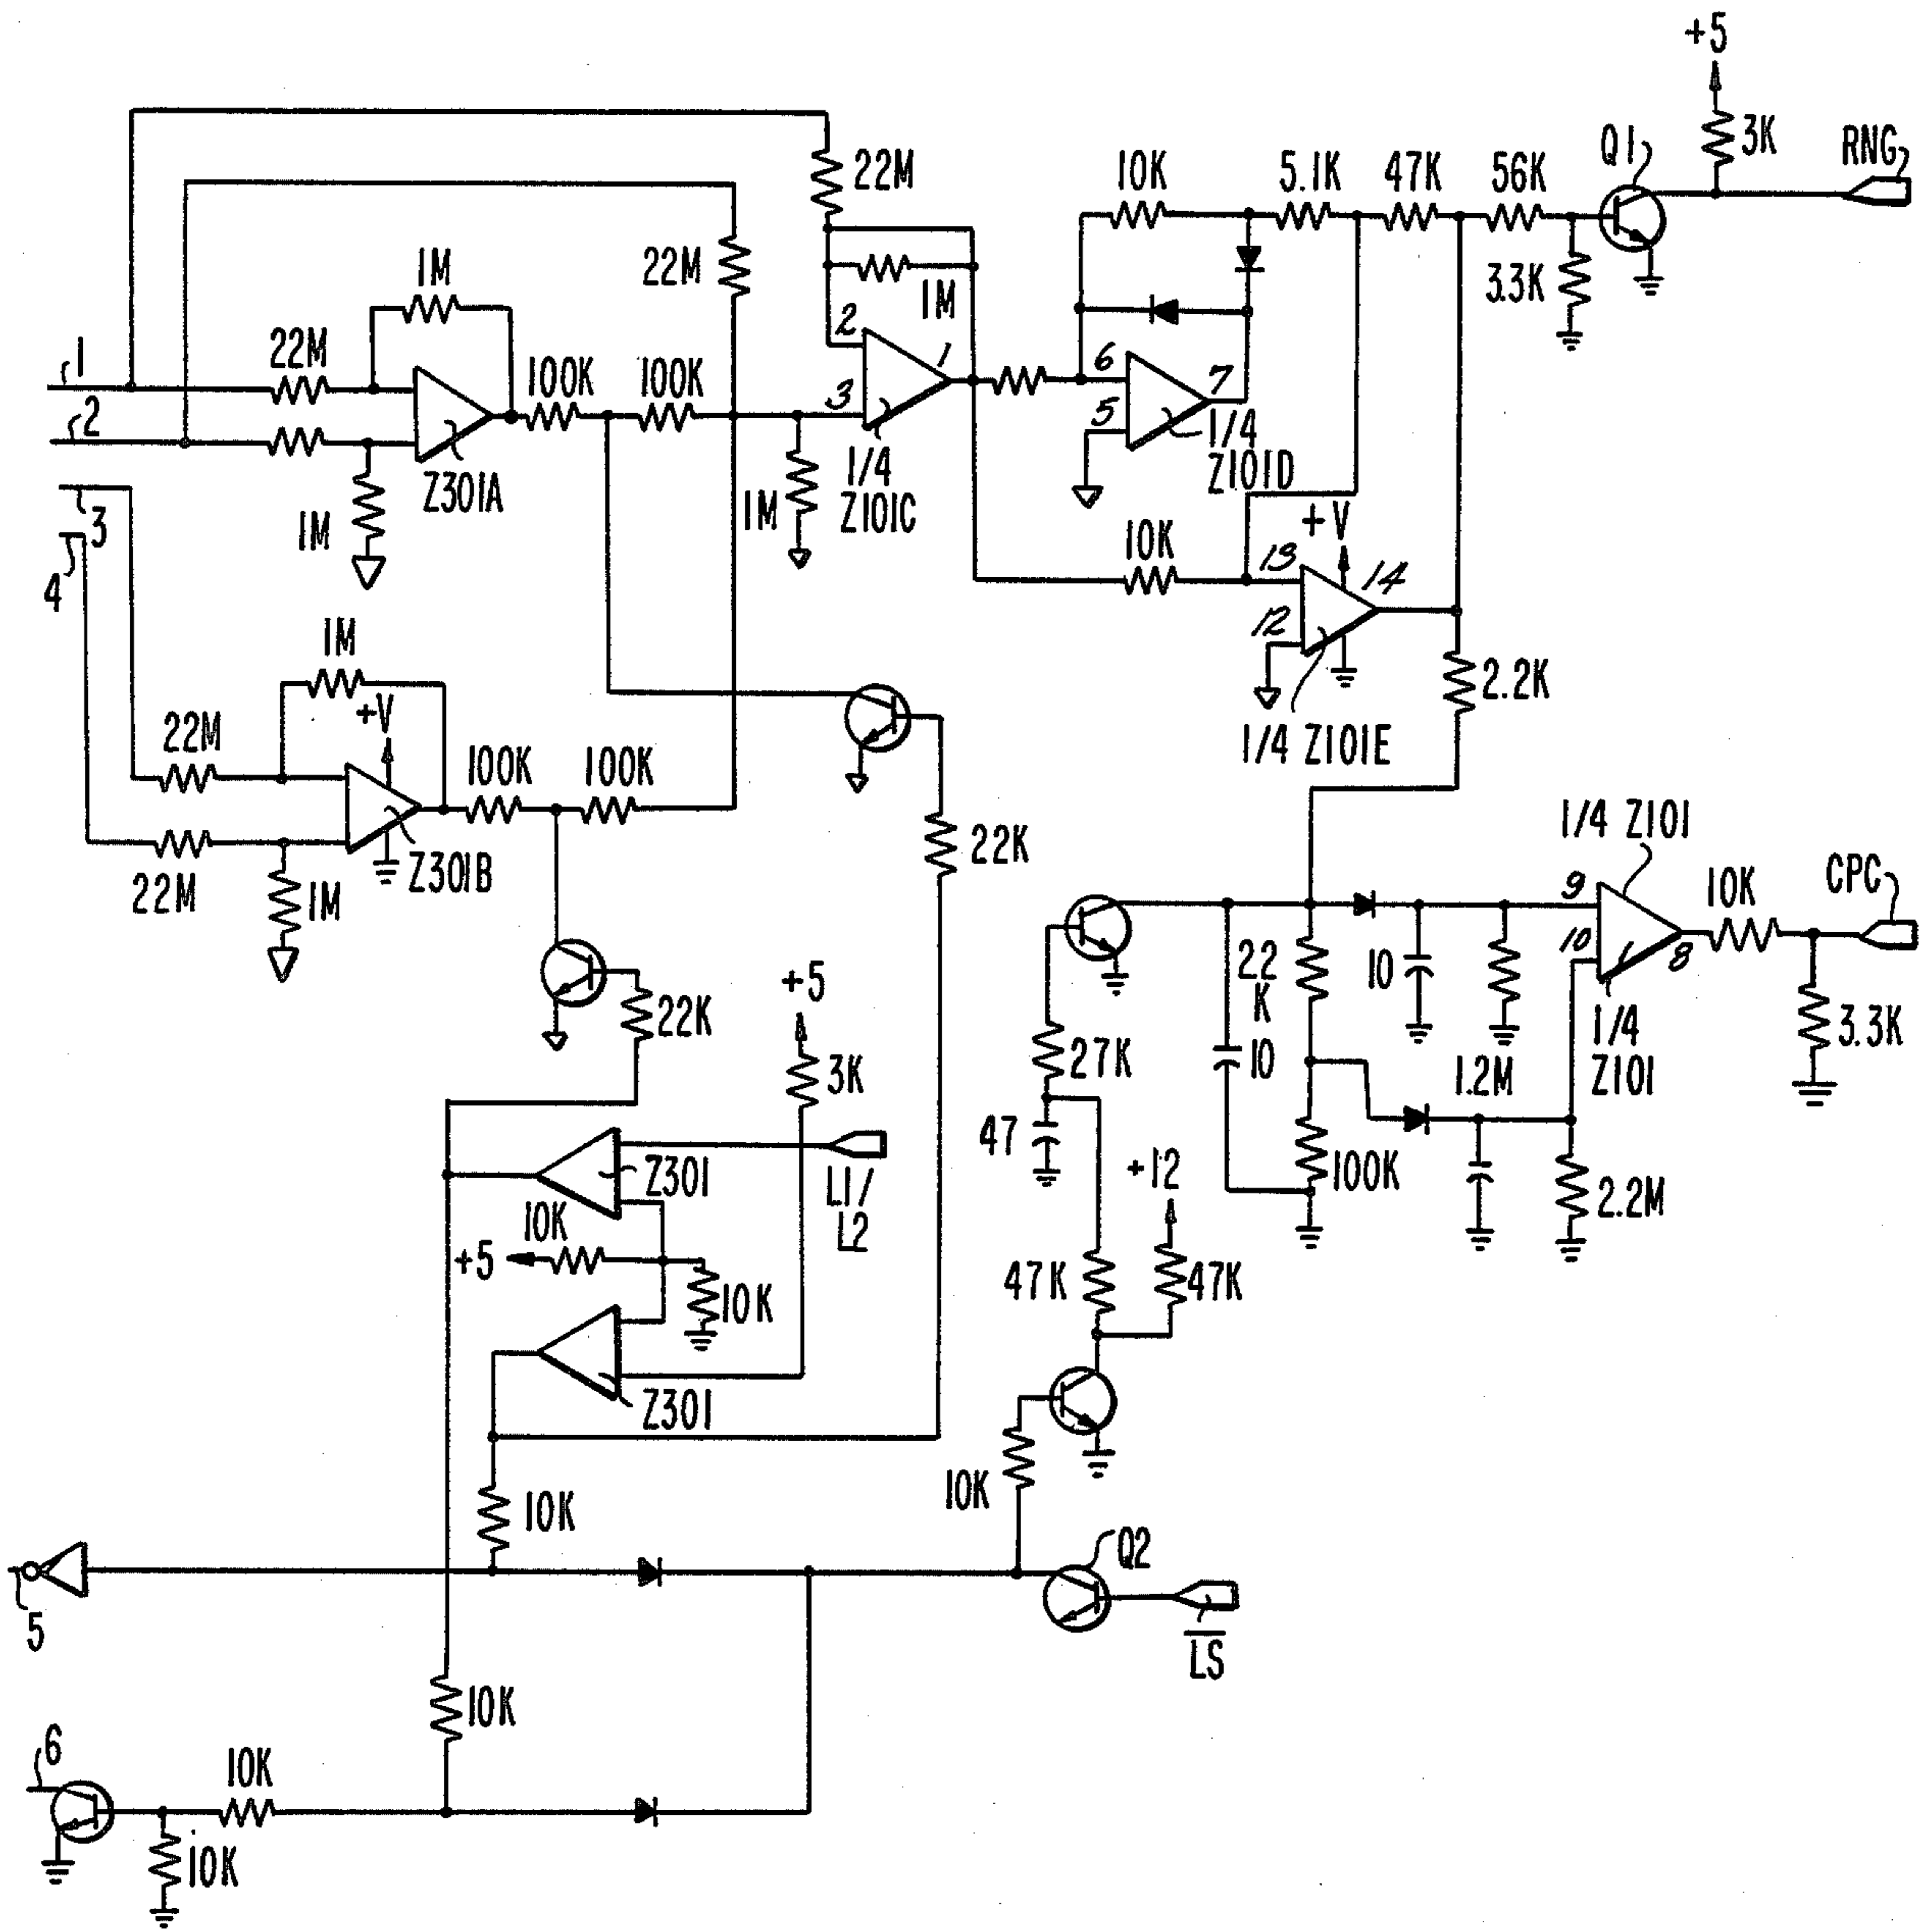 +5
3K
Q1
RNG
22M
10K
5.1K
47K
56K
22M
1M
1M
3.3K
22M
1
2
100K
100K
2
1
3
6
7
5
1/4
Z101D
Z301A
1M
1M
1/4
Z101C
3
4
10K
+V
13
14
12
2.2K
1/4 Z101E
1M
22M
+V
100K
100K
22M
Z301B
1M
22K
1/4 Z101
9
10
8
10K
CPC
22
K
10
10
1/4
Z101
3.3K
22K
+5
3K
27K
1.2M
47
Z301
L1/
L2
10K
+12
100K
2.2M
+5
10K
47K
47K
Z301
10K
10K
Q2
5
LS
10K
6
10K
10K